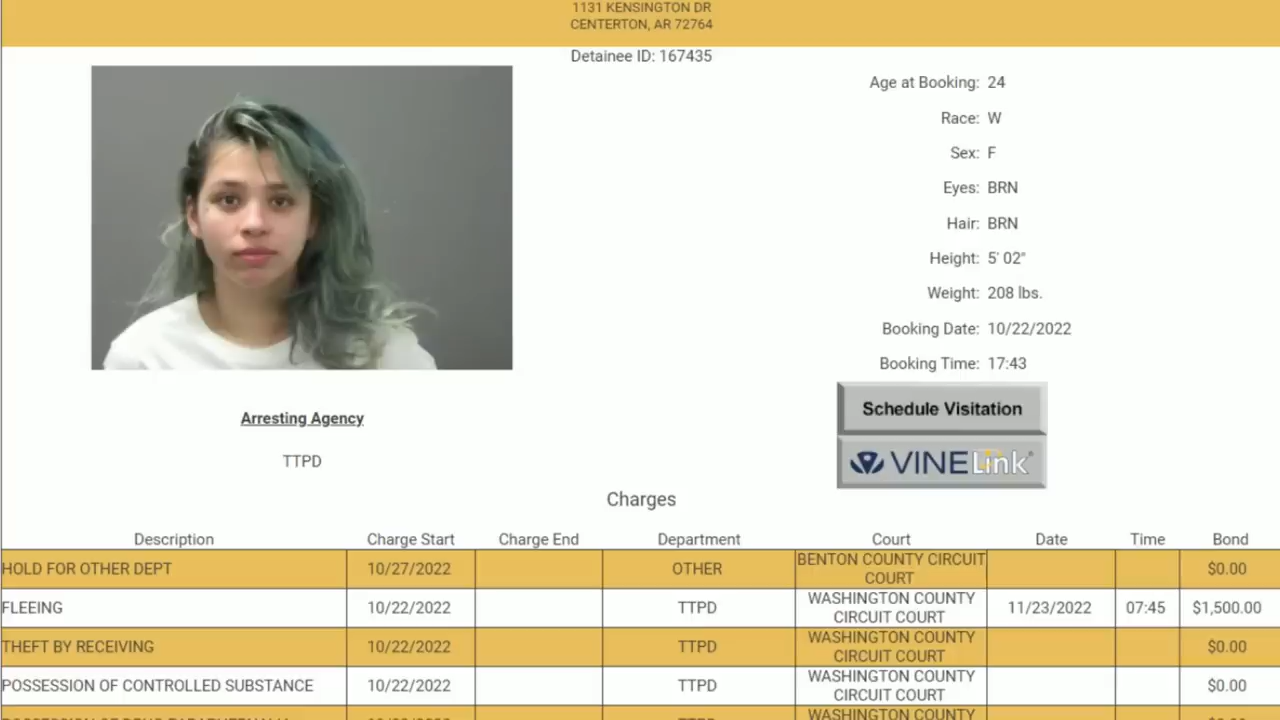 1131 KENSINGTON DR
CENTERTON, AR 72764
Detainee ID: 167435
Age at Booking: 24
Race: W
Sex: F
Eyes: BRN
Hair: BRN
Height: 5' 02"
Weight: 208 lbs.
Booking Date: 10/22/2022
Booking Time: 17:43
Schedule Visitation
VINELink®
Arresting Agency
TTPD
Charges
Description Charge Start Charge End Department Court Date Time Bond
HOLD FOR OTHER DEPT 10/27/2022 OTHER BENTON COUNTY CIRCUIT COURT $0.00
FLEEING 10/22/2022 TTPD WASHINGTON COUNTY CIRCUIT COURT 11/23/2022 07:45 $1,500.00
THEFT BY RECEIVING 10/22/2022 TTPD WASHINGTON COUNTY CIRCUIT COURT $0.00
POSSESSION OF CONTROLLED SUBSTANCE 10/22/2022 TTPD WASHINGTON COUNTY CIRCUIT COURT $0.00
WASHINGTON COUNTY